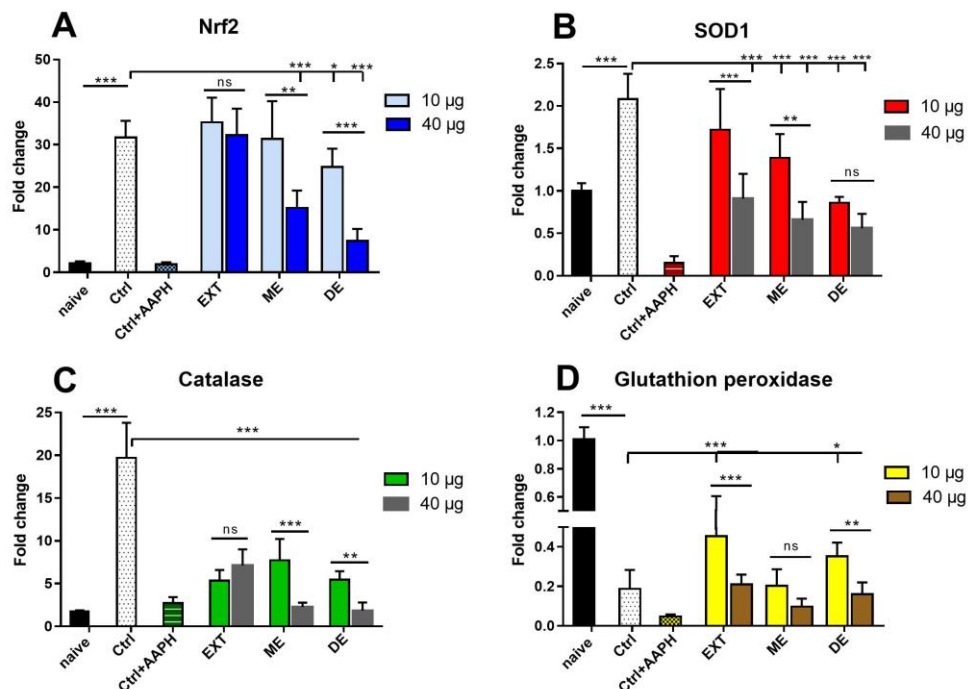 A
Nrf2
Fold change
50
40
30
20
10
0
***
ns
***
**
*
***
***
10 µg
40 µg
naive
Ctrl
Ctrl+AAPH
EXT
ME
DE
B
SOD1
Fold change
2.5
2.0
1.5
1.0
0.5
0.0
***
***
***
***
***
***
**
ns
10 µg
40 µg
naive
Ctrl
Ctrl+AAPH
EXT
ME
DE
C
Catalase
Fold change
25
20
15
10
5
0
***
***
ns
***
**
10 µg
40 µg
naive
Ctrl
Ctrl+AAPH
EXT
ME
DE
D
Glutathion peroxidase
Fold change
1.2
1.0
0.8
0.6
0.4
0.2
0.0
***
***
*
***
ns
**
10 µg
40 µg
naive
Ctrl
Ctrl+AAPH
EXT
ME
DE